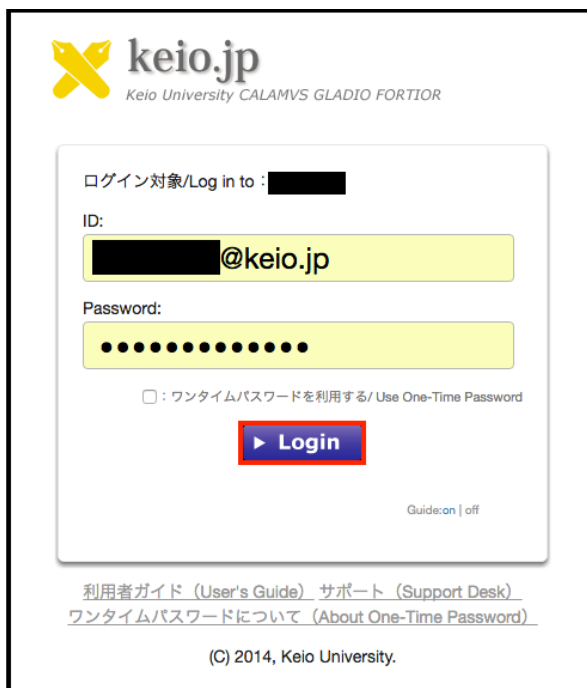 keio.jp
Keio University CALAMVS GLADIO FORTIOR
ログイン対象/Log in to：
ID:
@keio.jp
Password:
：ワンタイムパスワードを利用する/ Use One-Time Password
Login
Guide:on | off
利用者ガイド（User's Guide） サポート（Support Desk）
ワンタイムパスワードについて（About One-Time Password）
(C) 2014, Keio University.